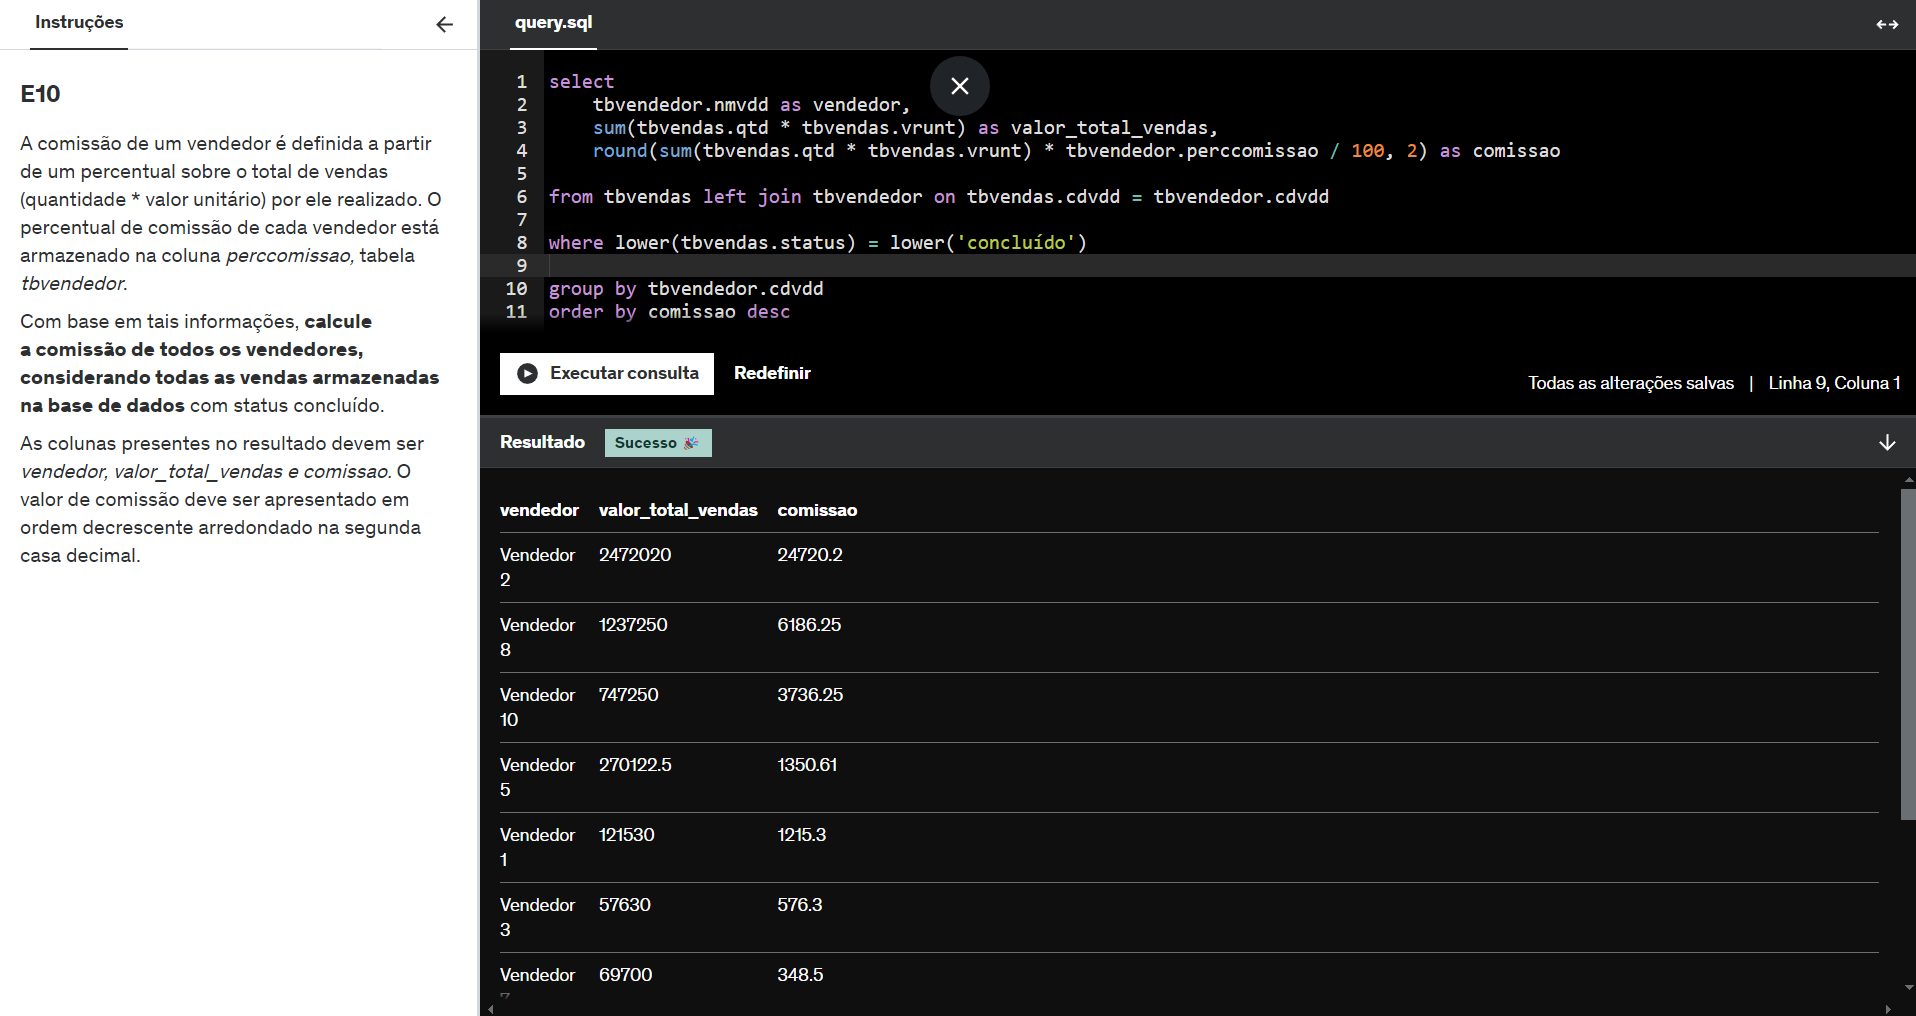 Instruções
E10
A comissão de um vendedor é definida a partir
de um percentual sobre o total de vendas
(quantidade * valor unitário) por ele realizado. O
percentual de comissão de cada vendedor está
armazenado na coluna perccomissao, tabela
tbvendedor.
Com base em tais informações, calcule
a comissão de todos os vendedores,
considerando todas as vendas armazenadas
na base de dados com status concluído.
As colunas presentes no resultado devem ser
vendedor, valor_total_vendas e comissao. O
valor de comissão deve ser apresentado em
ordem decrescente arredondado na segunda
casa decimal.
query.sql
1 select
2 tbvendedor.nmvdd as vendedor,
3 sum(tbvendas.qtd * tbvendas.vrunt) as valor_total_vendas,
4 round(sum(tbvendas.qtd * tbvendas.vrunt) * tbvendedor.perccomissao / 100, 2) as comissao
5
6 from tbvendas left join tbvendedor on tbvendas.cdvdd = tbvendedor.cdvdd
7
8 where lower(tbvendas.status) = lower('concluído')
9
10 group by tbvendedor.cdvdd
11 order by comissao desc
Executar consulta Redefinir
Todas as alterações salvas | Linha 9, Coluna 1
Resultado Sucesso 🎉
vendedor valor_total_vendas comissao
Vendedor 2472020 24720.2
2
Vendedor 1237250 6186.25
8
Vendedor 747250 3736.25
10
Vendedor 270122.5 1350.61
5
Vendedor 121530 1215.3
1
Vendedor 57630 576.3
3
Vendedor 69700 348.5